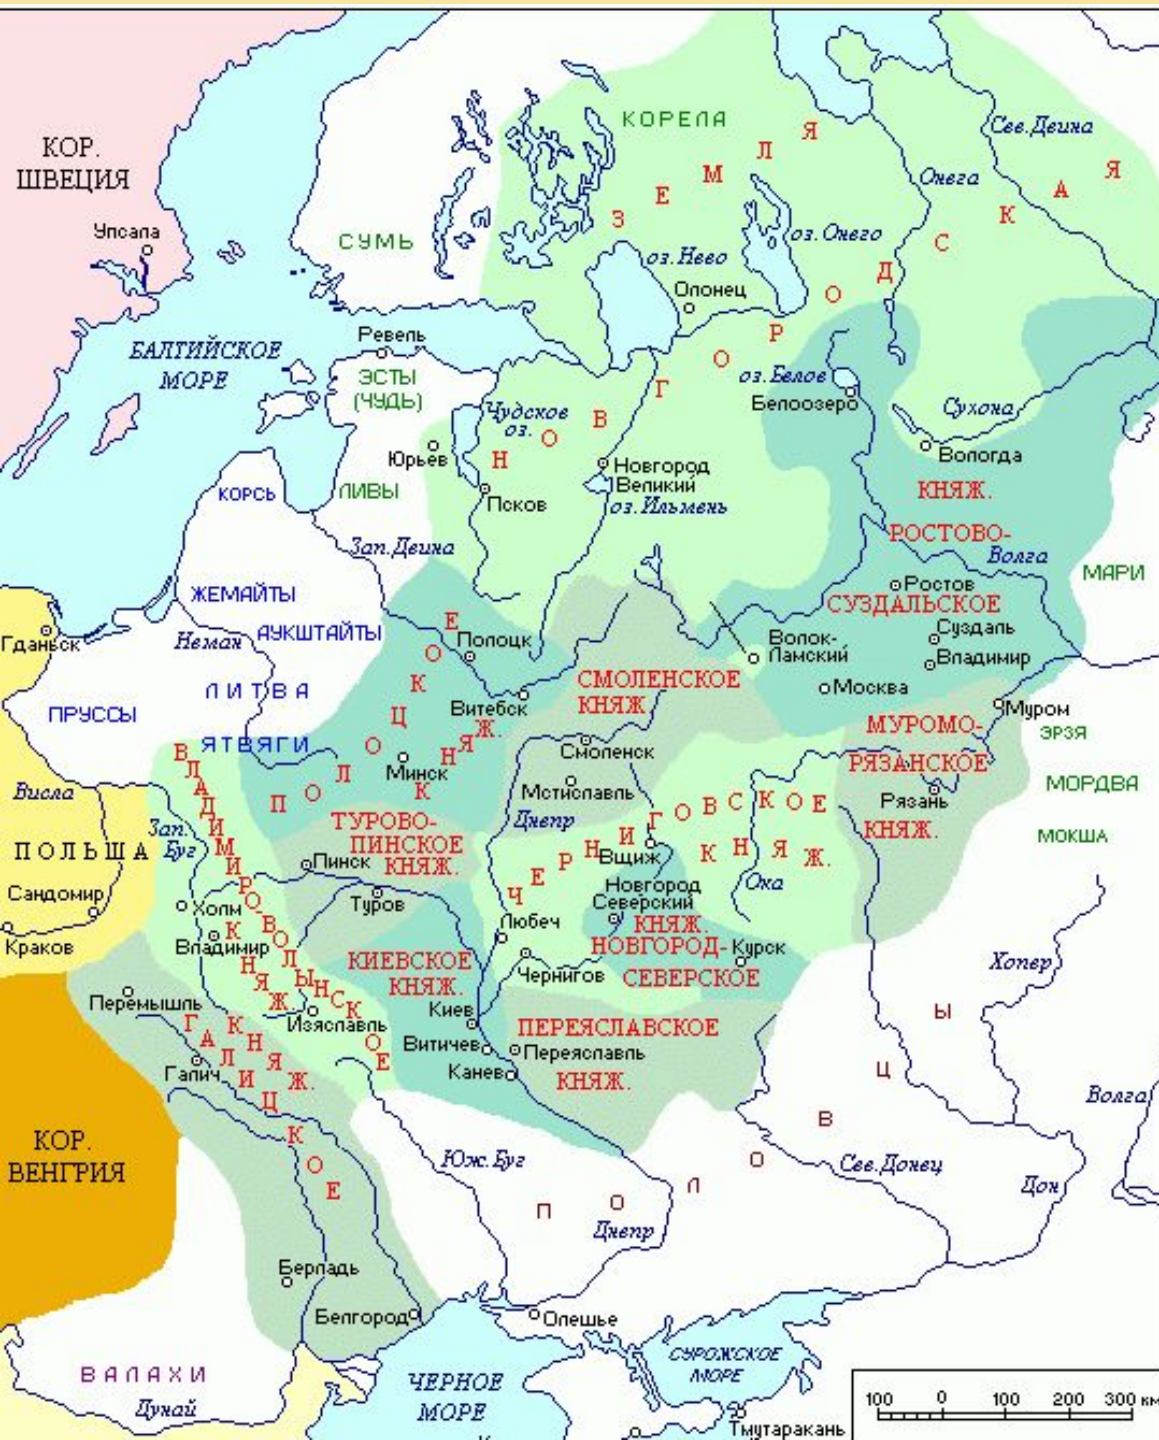 КОРЕЛА
Сев.Двина
КОР.
ШВЕЦИЯ
НОВГОРОДСКАЯ
ЗЕМЛЯ
Онега
Упсала
СУМЬ
оз.Нево
оз.Онего
Олонец
Ревель
БАЛТИЙСКОЕ
МОРЕ
ЭСТЫ
(ЧУДЬ)
оз.Белое
Белоозеро
Чудское
оз.
Сухона
Юрьев
Вологда
Новгород
Великий
КОРСЬ
ЛИВЫ
Псков
оз.Ильмень
КНЯЖ.
РОСТОВО-
СУЗДАЛЬСКОЕ
Волга
Зап.Двина
МАРИ
Ростов
ЖЕМАЙТЫ
Гданьск
Неман
АУКШТАЙТЫ
Полоцк
Волок-
Ламский
Суздаль
Владимир
ЛИТВА
СМОЛЕНСКОЕ
КНЯЖ.
Москва
ПРУССЫ
Витебск
Муром
ПОЛОЦКОЕ
КНЯЖ.
МУРОМО-
РЯЗАНСКОЕ
КНЯЖ.
ЭРЗЯ
ЯТВЯГИ
Смоленск
Минск
Мстиславль
Рязань
МОРДВА
Висла
Днепр
ЧЕРНИГОВСКОЕ
КНЯЖ.
ТУРОВО-
ПИНСКОЕ
КНЯЖ.
МОКША
Зап.
Буг
ПОЛЬША
Вщиж
Пинск
Ока
Сандомир
Новгород
Северский
Туров
Холм
ВЛАДИМИРОВОЛЫНСКОЕ
КНЯЖ.
Любеч
КНЯЖ.
НОВГОРОД-
СЕВЕРСКОЕ
Краков
Владимир
Курск
КИЕВСКОЕ
КНЯЖ.
Чернигов
Хопер
Перемышль
Киев
Изяславль
ПЕРЕЯСЛАВСКОЕ
КНЯЖ.
ГАЛИЦКОЕ
КНЯЖ.
Витичев
Переяславль
Галич
Канев
Волга
ПОЛОВЦЫ
КОР.
ВЕНГРИЯ
Юж.Буг
Сев.Донец
Дон
Днепр
Берладь
Белгород
Олешье
ВАЛАХИ
СУРОЖСКОЕ
МОРЕ
Дунай
ЧЕРНОЕ
МОРЕ
100 0 100 200 300 км
Тмутаракань